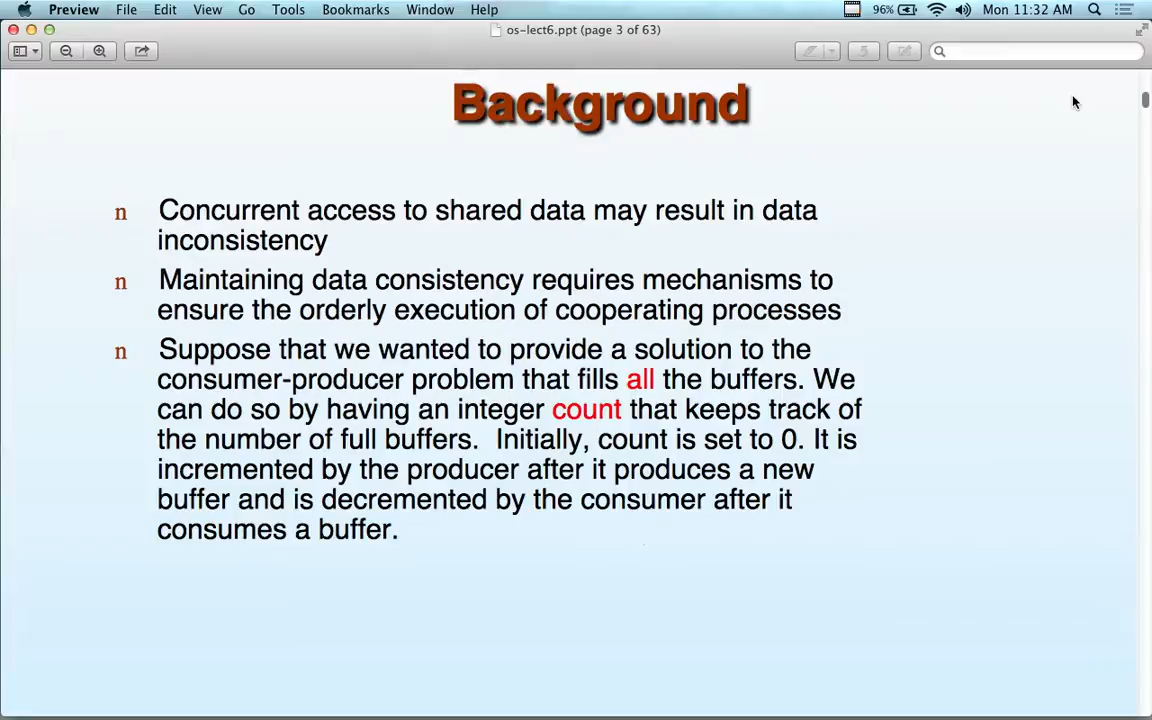 Preview File Edit View Go Tools Bookmarks Window Help 96% Mon 11:32 AM
os-lect6.ppt (page 3 of 63)
Background
n Concurrent access to shared data may result in data
inconsistency
n Maintaining data consistency requires mechanisms to
ensure the orderly execution of cooperating processes
n Suppose that we wanted to provide a solution to the
consumer-producer problem that fills all the buffers. We
can do so by having an integer count that keeps track of
the number of full buffers. Initially, count is set to 0. It is
incremented by the producer after it produces a new
buffer and is decremented by the consumer after it
consumes a buffer.